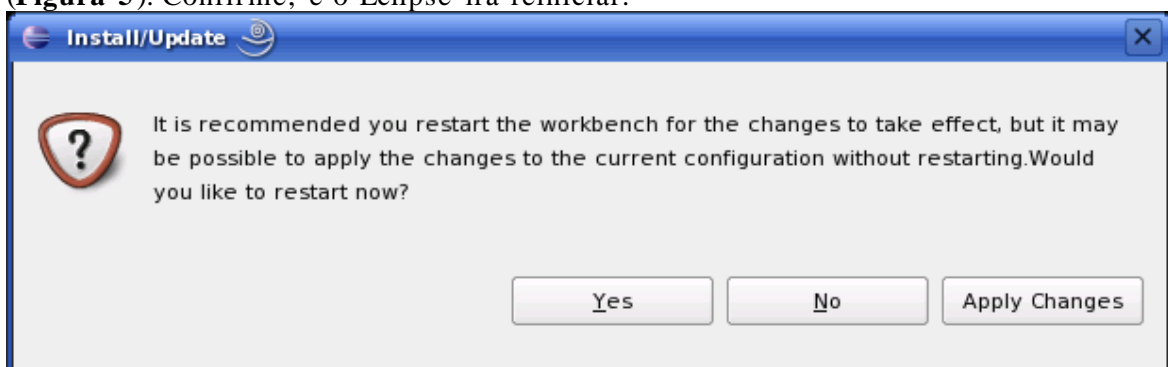 (Figura 5). Confirme, e o Eclipse irá reiniciar.
Install/Update
It is recommended you restart the workbench for the changes to take effect, but it may
be possible to apply the changes to the current configuration without restarting.Would
you like to restart now?
Yes
No
Apply Changes